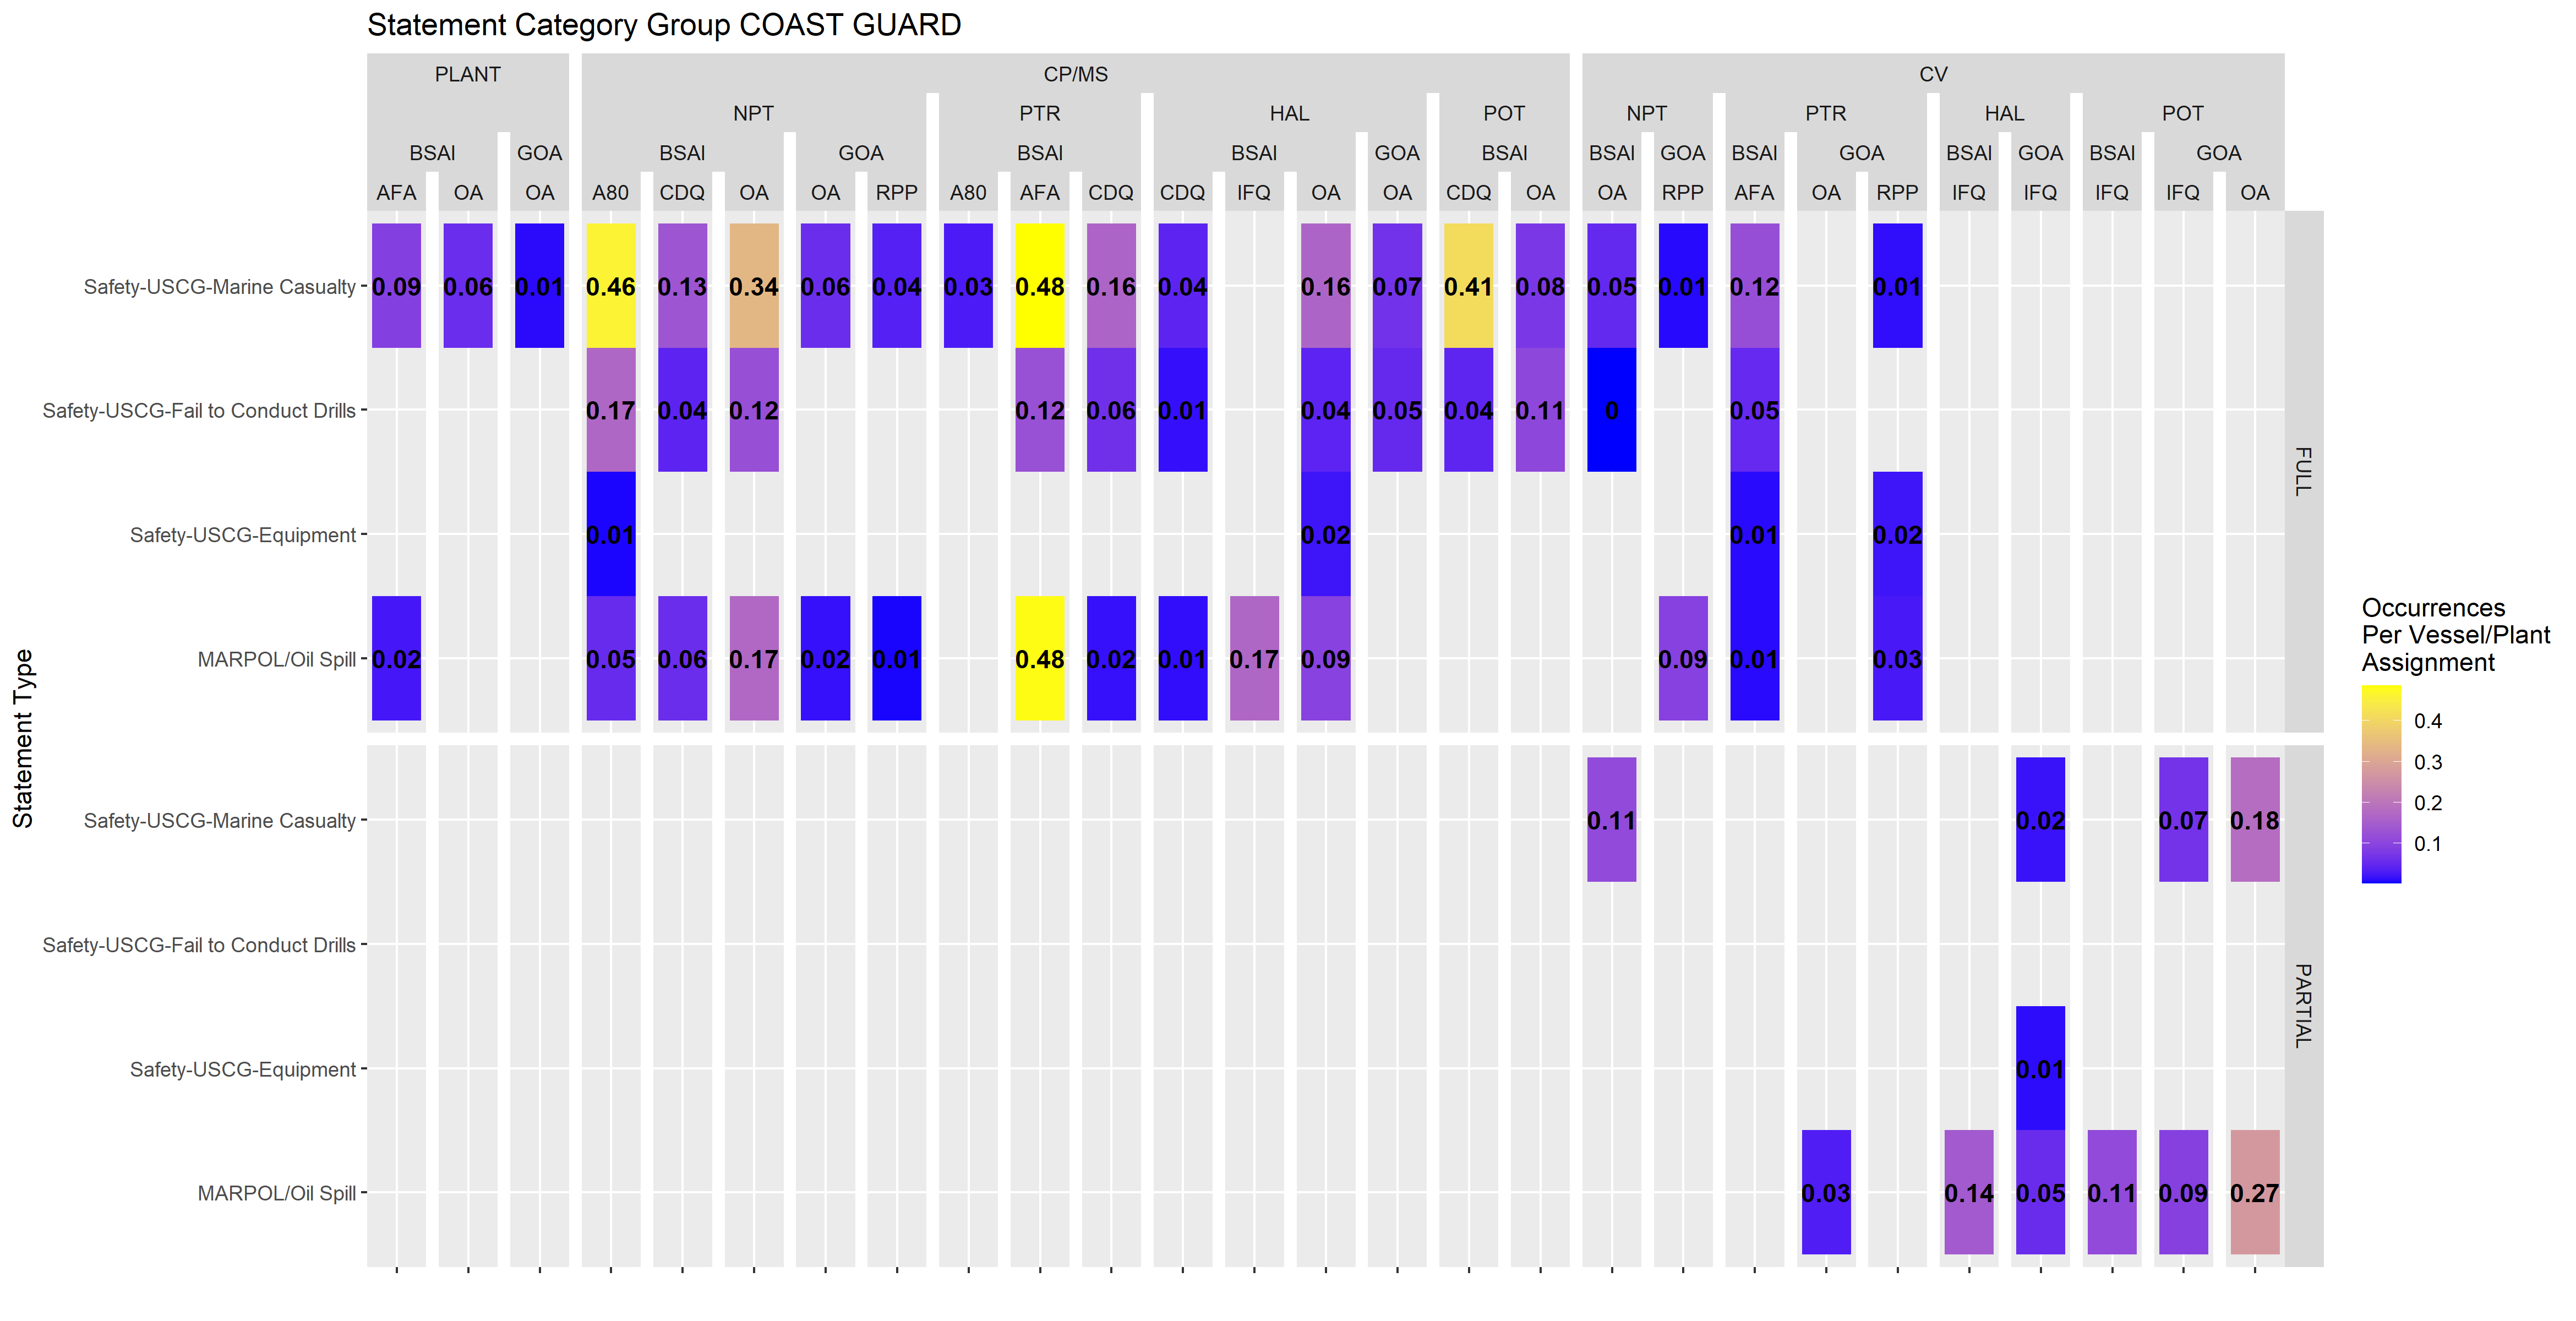 Statement Category Group COAST GUARD
PLANT CP/MS CV
NPT PTR HAL POT NPT PTR HAL POT
BSAI GOA BSAI GOA BSAI BSAI GOA BSAI BSAI GOA BSAI GOA BSAI GOA BSAI GOA
AFA OA OA A80 CDQ OA OA RPP A80 AFA CDQ CDQ IFQ OA OA CDQ OA OA RPP AFA OA RPP IFQ IFQ IFQ IFQ OA
Safety-USCG-Marine Casualty 0.09 0.06 0.01 0.46 0.13 0.34 0.06 0.04 0.03 0.48 0.16 0.04 0.16 0.07 0.41 0.08 0.05 0.01 0.12 0.01
Safety-USCG-Fail to Conduct Drills 0.17 0.04 0.12 0.12 0.06 0.01 0.04 0.05 0.04 0.11 0 0.05
Safety-USCG-Equipment 0.01 0.02 0.01 0.02
MARPOL/Oil Spill 0.02 0.05 0.06 0.17 0.02 0.01 0.48 0.02 0.01 0.17 0.09 0.09 0.01 0.03
FULL
Safety-USCG-Marine Casualty 0.11 0.02 0.07 0.18
Safety-USCG-Fail to Conduct Drills
Safety-USCG-Equipment 0.01
MARPOL/Oil Spill 0.03 0.14 0.05 0.11 0.09 0.27
PARTIAL
Statement Type
Occurrences
Per Vessel/Plant
Assignment
0.4
0.3
0.2
0.1